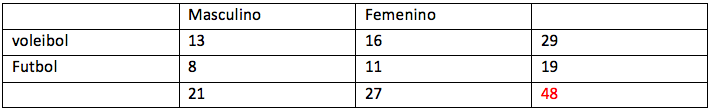 Masculino Femenino
voleibol 13 16 29
Futbol 8 11 19
21 27 48